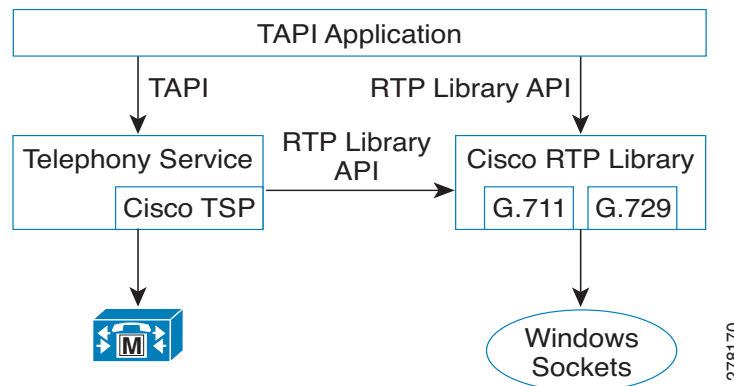 TAPI Application
TAPI
RTP Library API
Telephony Service
Cisco TSP
RTP Library
API
Cisco RTP Library
G.711
G.729
M
Windows
Sockets
278170